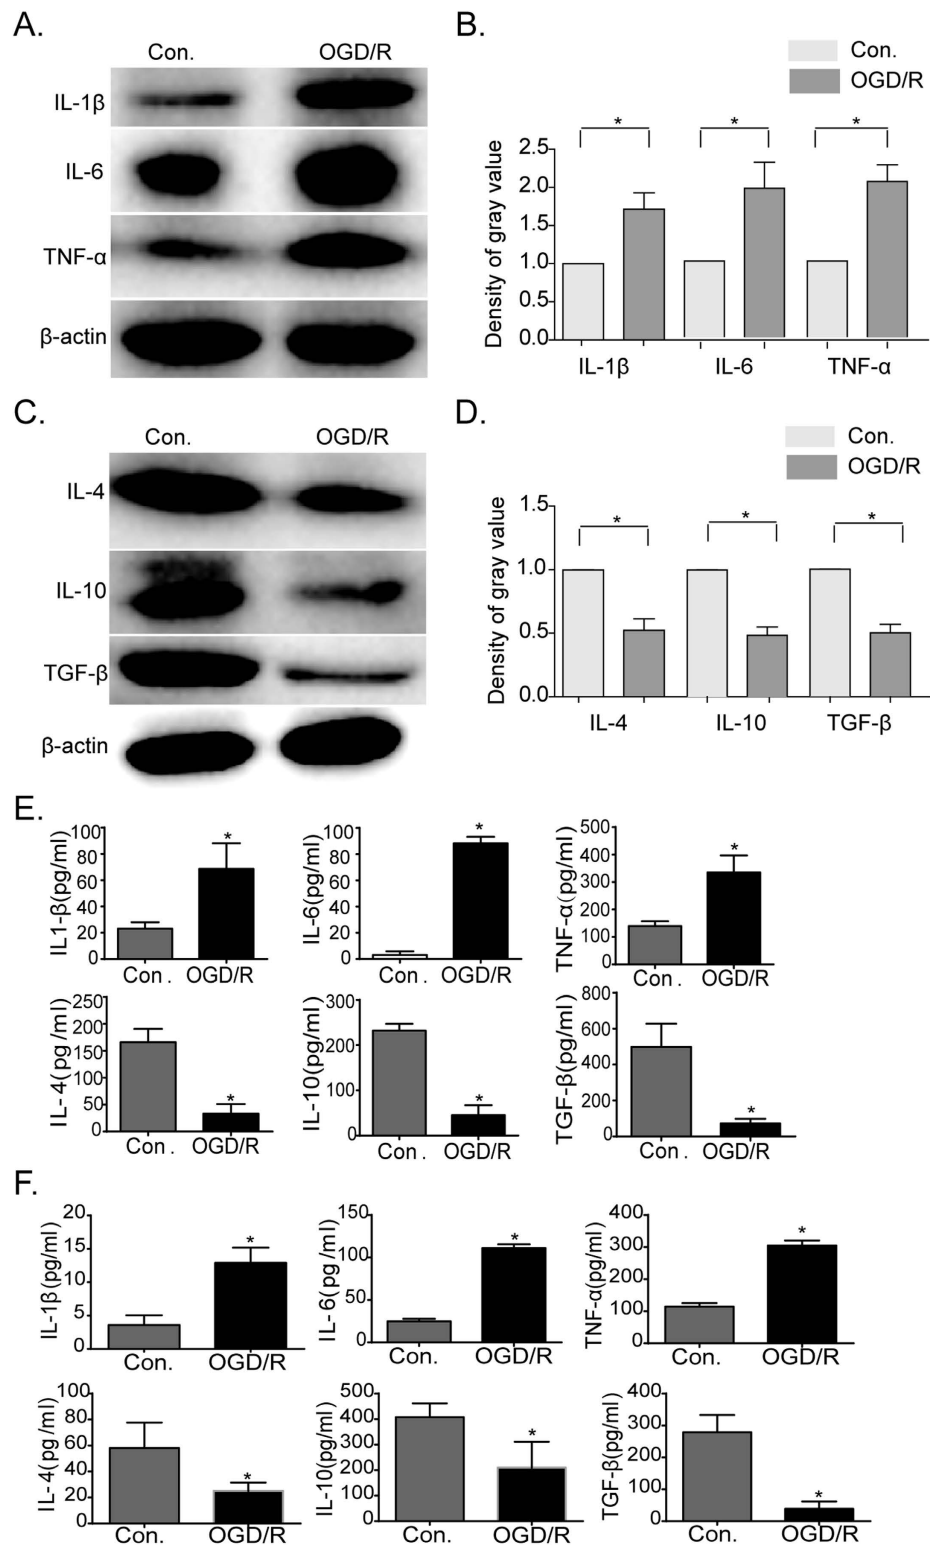 A.
Con. OGD/R
IL-1β
IL-6
TNF-α
β-actin
B.
Con.
OGD/R
* * *
Density of gray value
2.5
2.0
1.5
1.0
0.5
0.0
IL-1β IL-6 TNF-α
C.
Con. OGD/R
IL-4
IL-10
TGF-β
β-actin
D.
Con.
OGD/R
* * *
Density of gray value
1.5
1.0
0.5
0.0
IL-4 IL-10 TGF-β
E.
IL1-β(pg/ml)
100
80
60
40
20
0
*
Con. OGD/R
IL-6(pg/ml)
100
80
60
40
20
0
*
Con. OGD/R
TNF-α(pg/ml)
500
400
300
200
100
0
*
Con. OGD/R
IL-4(pg/ml)
250
200
150
100
50
0
*
Con. OGD/R
IL-10(pg/ml)
300
200
100
0
*
Con. OGD/R
TGF-β(pg/ml)
800
600
400
200
0
*
Con. OGD/R
F.
IL-1β(pg/ml)
20
15
10
5
0
*
Con. OGD/R
IL-6(pg/ml)
150
100
50
0
*
Con. OGD/R
TNF-α(pg/ml)
400
300
200
100
0
*
Con. OGD/R
IL-4(pg/ml)
100
80
60
40
20
0
*
Con. OGD/R
IL-10(pg/ml)
500
400
300
200
100
0
*
Con. OGD/R
TGF-β(pg/ml)
400
300
200
100
0
*
Con. OGD/R